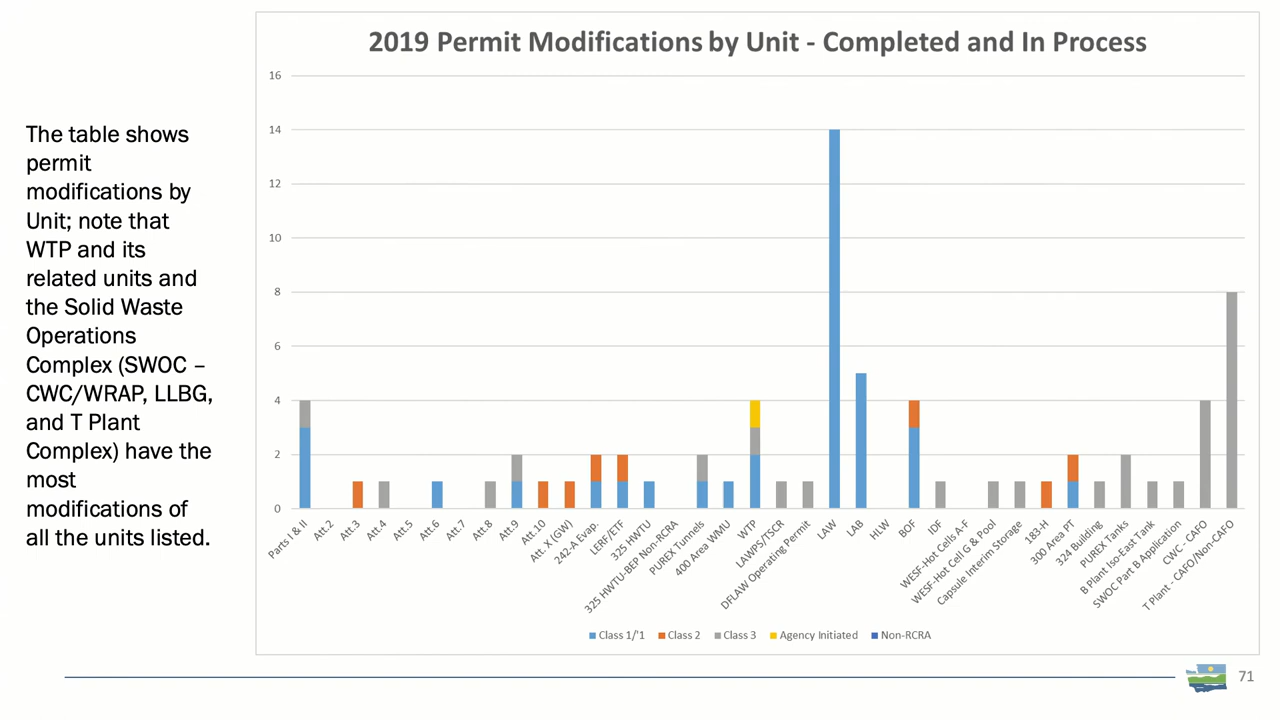 2019 Permit Modifications by Unit - Completed and In Process
The table shows
permit
modifications by
Unit; note that
WTP and its
related units and
the Solid Waste
Operations
Complex (SWOC –
CWC/WRAP, LLBG,
and T Plant
Complex) have the
most
modifications of
all the units listed.
16
14
12
10
8
6
4
2
0
Parts I & II
Att.2
Att.3
Att.4
Att.5
Att.6
Att.7
Att.8
Att.9
Att.10
Att. X (GW)
242-A Evap.
LERF/ETF
325 HWTU
325 HWTU-BEP Non-RCRA
PUREX Tunnels
400 Area WMU
WTP
LAWPS/TSCR
DFLAW Operating Permit
LAW
LAB
HLW
BOF
IDF
WESF-Hot Cells A-F
WESF-Hot Cell G & Pool
Capsule Interim Storage
183-H
300 Area PT
324 Building
PUREX Tanks
B Plant Iso-East Tank
SWOC Part B Application
CWC - CAFO
T Plant - CAFO/Non-CAFO
Class 1/'1 Class 2 Class 3 Agency Initiated Non-RCRA
71